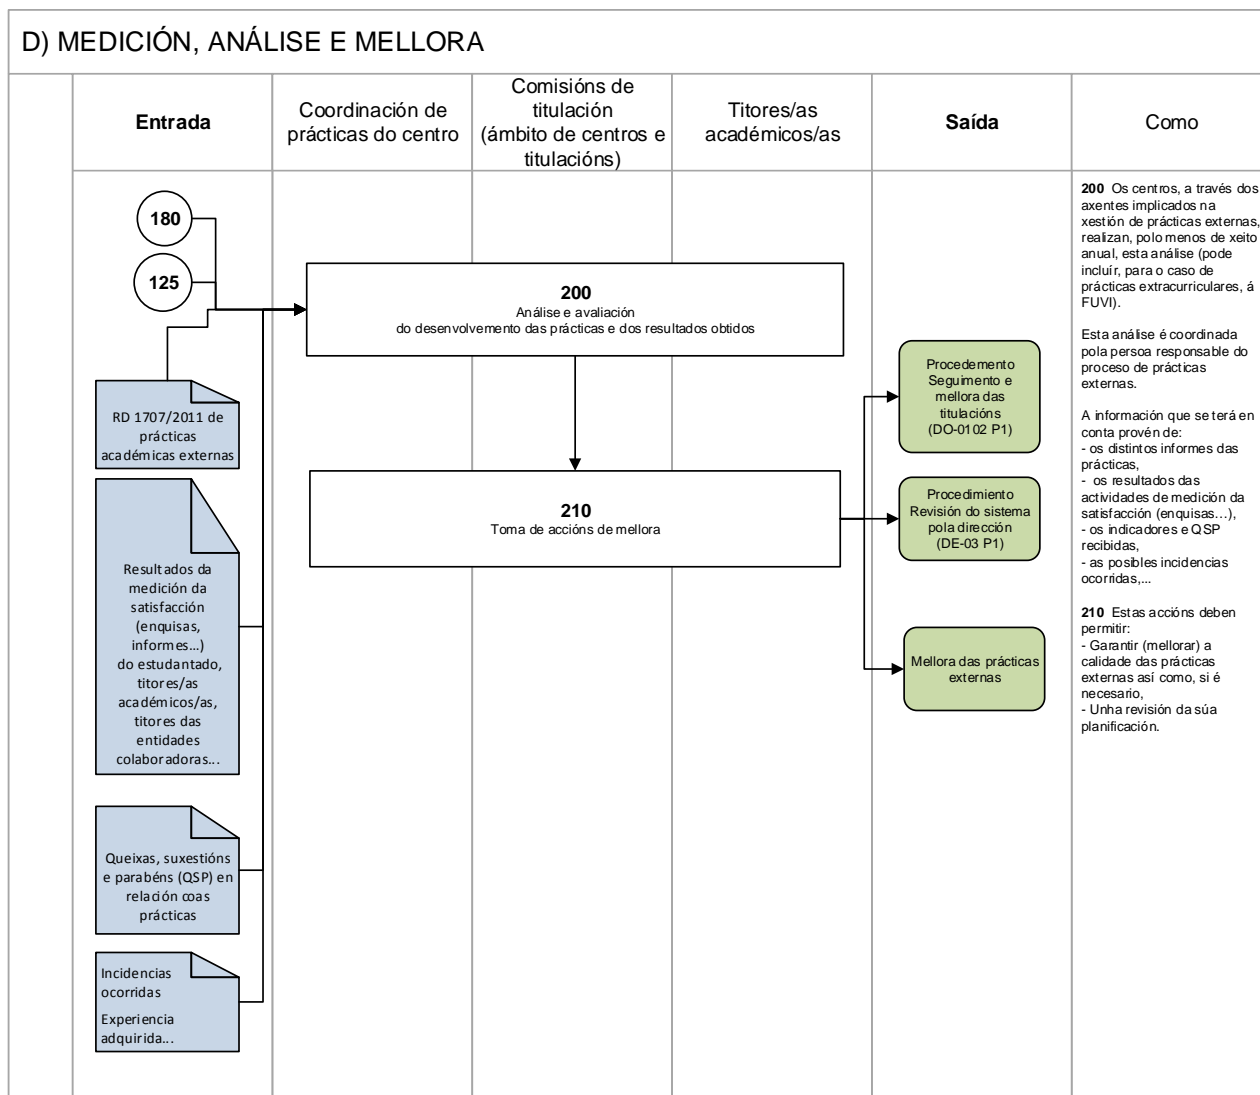 D) MEDICIÓN, ANÁLISE E MELLORA
Entrada
Coordinación de
prácticas do centro
Comisións de
titulación
(ámbito de centros e
titulacións)
Titores/as
académicos/as
Saída
Como
180
125
RD 1707/2011 de
prácticas
académicas externas
Resultados da
medición da
satisfacción
(enquisas,
informes...)
do estudantado,
titores/as
académicos/as,
titores das
entidades
colaboradoras...
Queixas, suxestións
e parabéns (QSP) en
relación coas
prácticas
Incidencias
ocorridas
Experiencia
adquirida...
200
Análise e avaliación
do desenvolvemento das prácticas e dos resultados obtidos
210
Toma de accións de mellora
Procedemento
Seguimento e
mellora das
titulacións
(DO-0102 P1)
Procedimiento
Revisión do sistema
pola dirección
(DE-03 P1)
Mellora das prácticas
externas
200 Os centros, a través dos
axentes implicados na
xestión de prácticas externas,
realizan, polo menos de xeito
anual, esta análise (pode
incluír, para o caso de
prácticas extracurriculares, á
FUVI).
Esta análise é coordinada
pola persoa responsable do
proceso de prácticas
externas.
A información que se terá en
conta provén de:
- os distintos informes das
prácticas,
- os resultados das
actividades de medición da
satisfacción (enquisas...),
- os indicadores e QSP
recibidas,
- as posibles incidencias
ocorridas,...
210 Estas accións deben
permitir:
- Garantir (mellorar) a
calidade das prácticas
externas así como, si é
necesario,
- Unha revisión da súa
planificación.